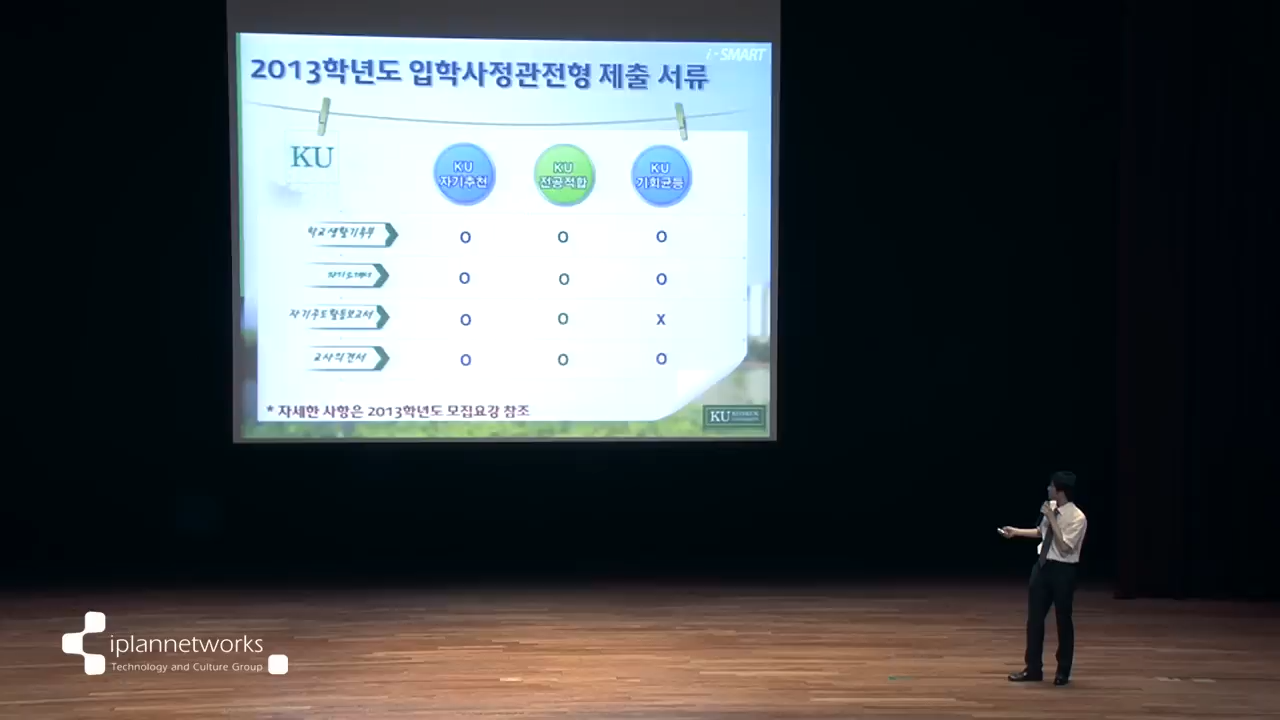 i-SMART
2013학년도 입학사정관전형 제출 서류
KU
KU
자기추천
KU
전공적합
KU
기회균등
학교생활기록부 O O O
자기소개서 O O O
자기주도활동보고서 O O X
교사의견서 O O O
* 자세한 사항은 2013학년도 모집요강 참조
KU KONKUK
UNIVERSITY
iplannetworks
Technology and Culture Group